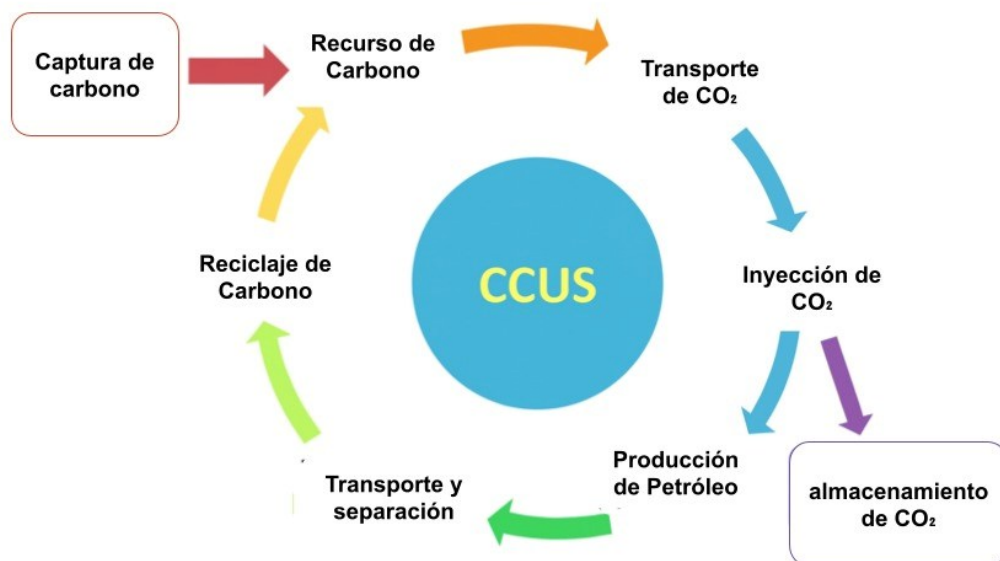 Captura de
carbono
Recurso de
Carbono
Transporte
de CO₂
Inyección de
CO₂
almacenamiento
de CO₂
Producción
de Petróleo
Transporte y
separación
Reciclaje de
Carbono
CCUS